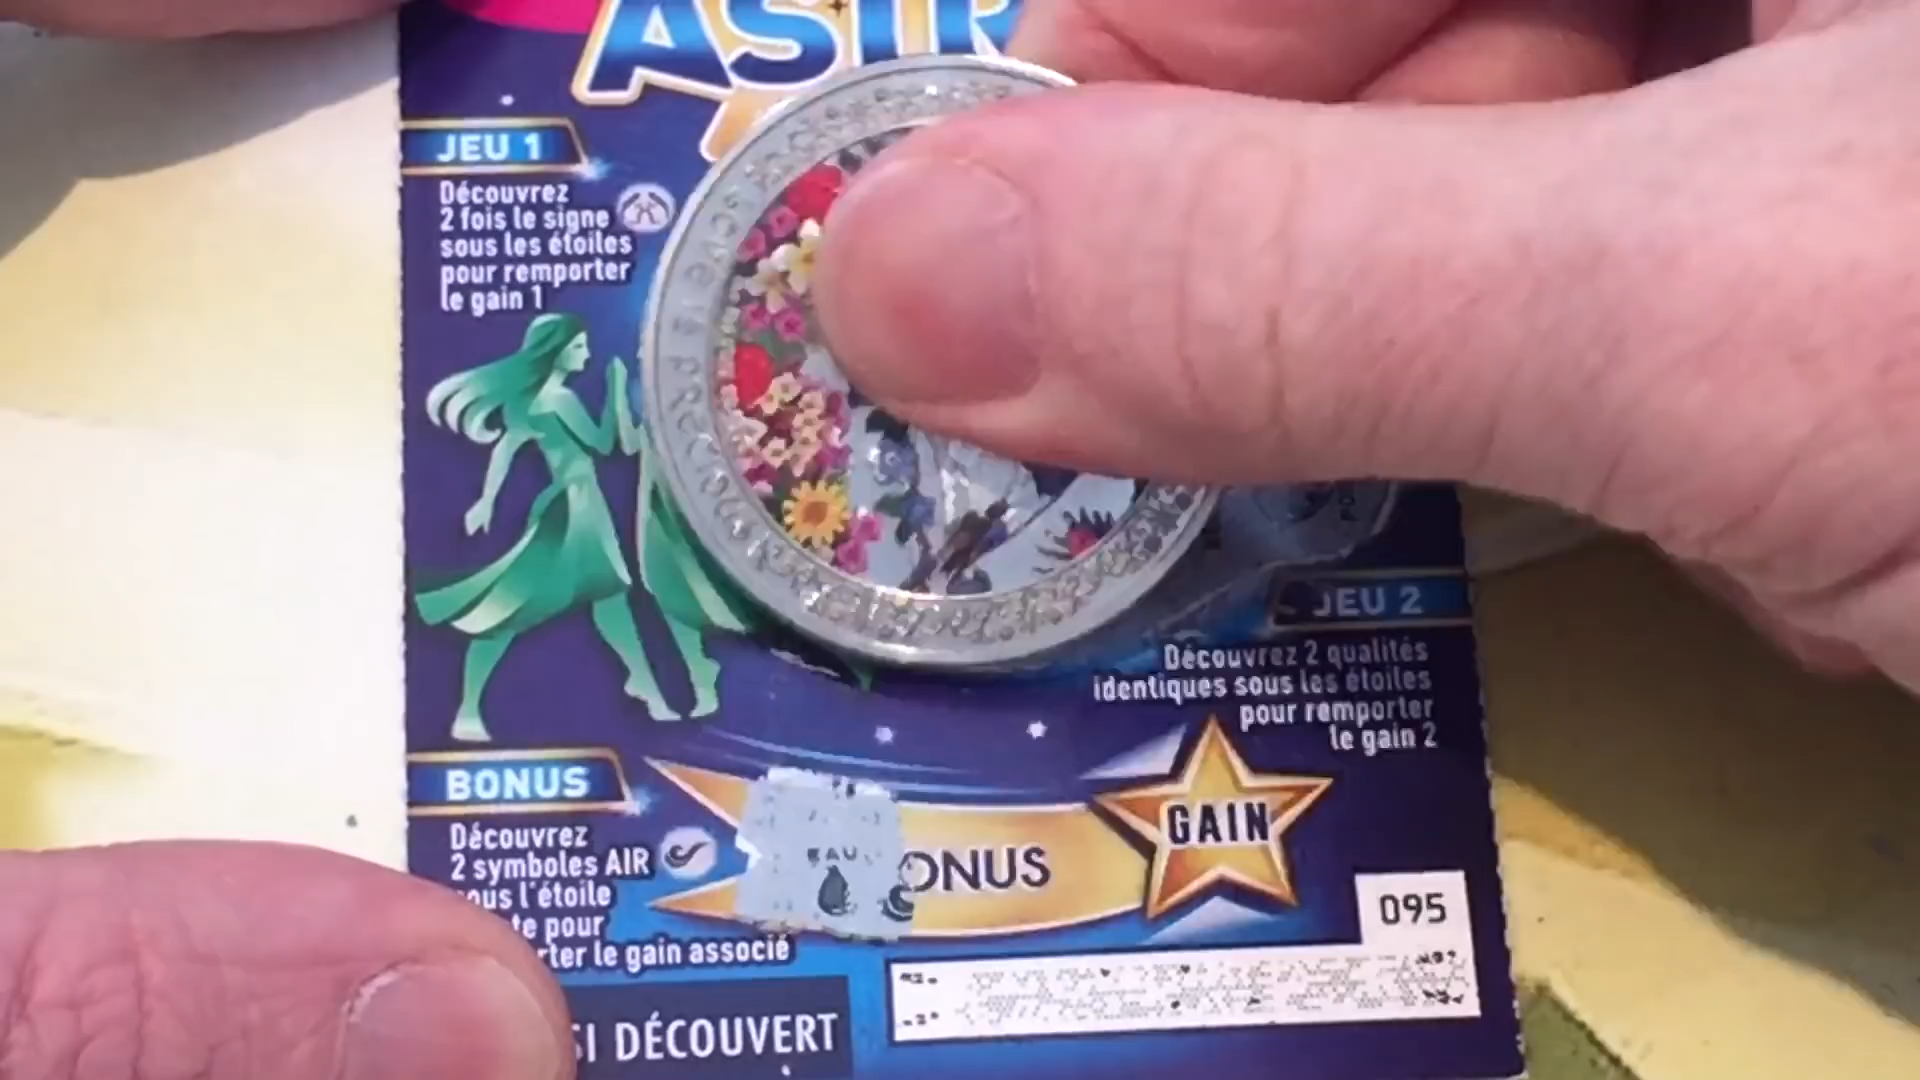 JEU 1
Découvrez
2 fois le signe
sous les étoiles
pour remporter
le gain 1
JEU 2
Découvrez 2 qualités
identiques sous les étoiles
pour remporter
le gain 2
BONUS
Découvrez
2 symboles AIR
sous l'étoile
pour
le gain associé
EAU
ONUS
GAIN
095
SI DÉCOUVERT